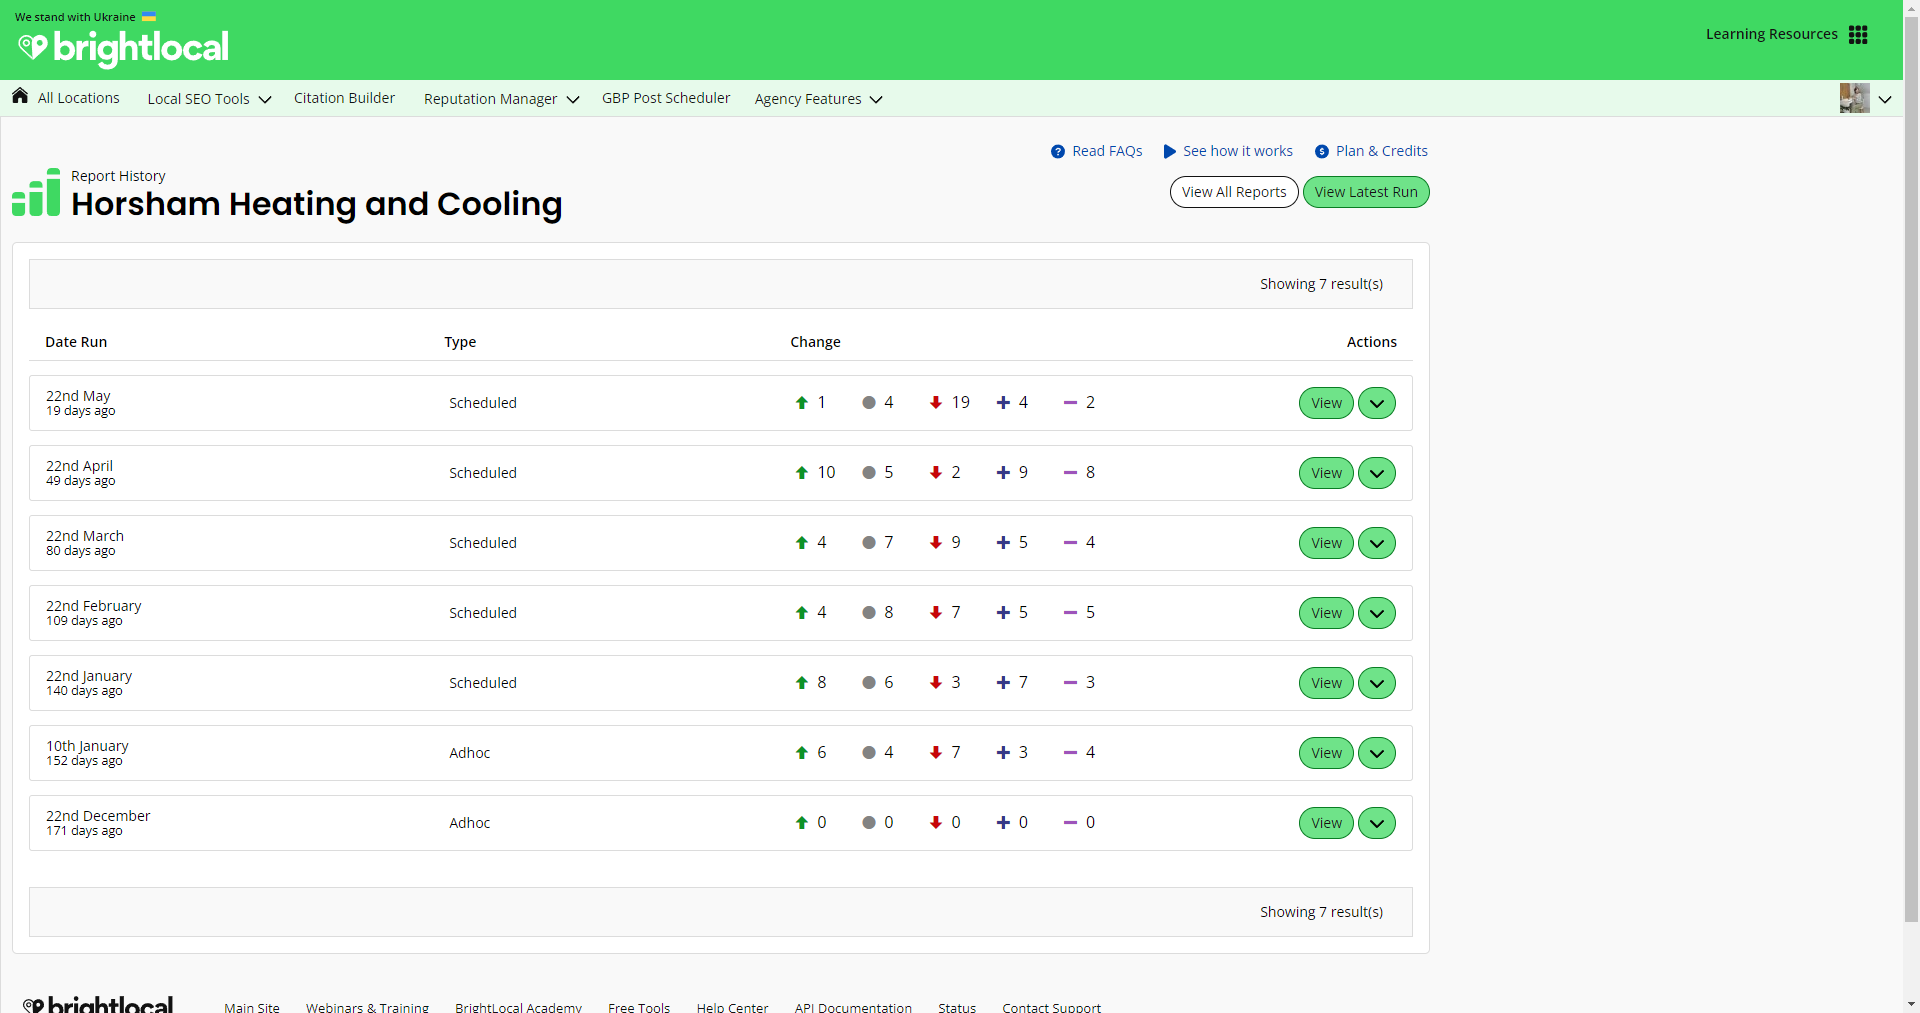 We stand with Ukraine
brightlocal
Learning Resources
All Locations Local SEO Tools Citation Builder Reputation Manager GBP Post Scheduler Agency Features
Read FAQs See how it works Plan & Credits
Report History
Horsham Heating and Cooling
View All Reports View Latest Run
Showing 7 result(s)
Date Run Type Change Actions
22nd May
19 days ago
Scheduled 1 4 19 4 2 View
22nd April
49 days ago
Scheduled 10 5 2 9 8 View
22nd March
80 days ago
Scheduled 4 7 9 5 4 View
22nd February
109 days ago
Scheduled 4 8 7 5 5 View
22nd January
140 days ago
Scheduled 8 6 3 7 3 View
10th January
152 days ago
Adhoc 6 4 7 3 4 View
22nd December
171 days ago
Adhoc 0 0 0 0 0 View
Showing 7 result(s)
brightlocal Main Site Webinars & Training BrightLocal Academy Free Tools Help Center API Documentation Status Contact Support